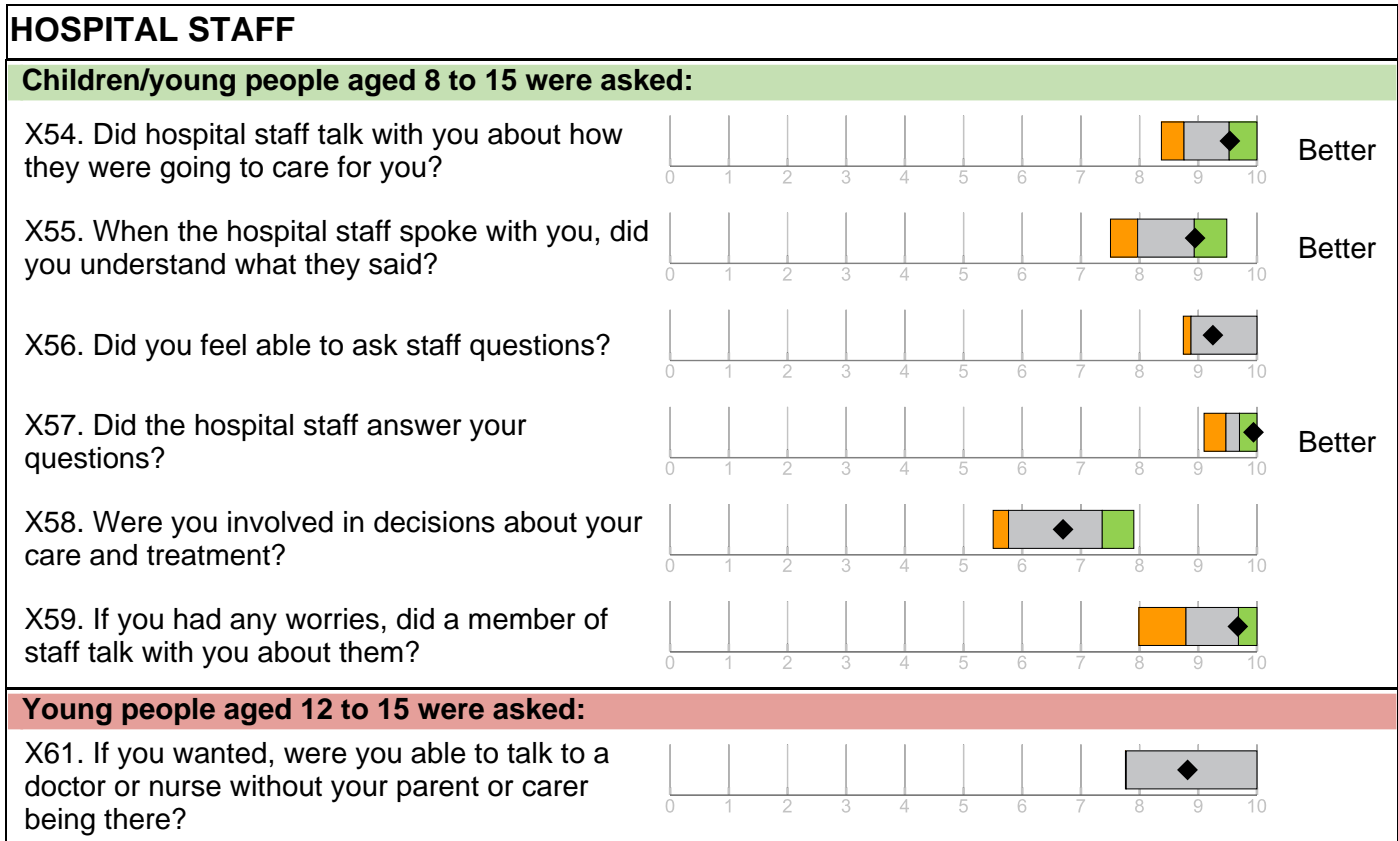 HOSPITAL STAFF
Children/young people aged 8 to 15 were asked:
X54. Did hospital staff talk with you about how
they were going to care for you?
0 1 2 3 4 5 6 7 8 9 10
Better
X55. When the hospital staff spoke with you, did
you understand what they said?
0 1 2 3 4 5 6 7 8 9 10
Better
X56. Did you feel able to ask staff questions?
0 1 2 3 4 5 6 7 8 9 10
X57. Did the hospital staff answer your
questions?
0 1 2 3 4 5 6 7 8 9 10
Better
X58. Were you involved in decisions about your
care and treatment?
0 1 2 3 4 5 6 7 8 9 10
X59. If you had any worries, did a member of
staff talk with you about them?
0 1 2 3 4 5 6 7 8 9 10
Young people aged 12 to 15 were asked:
X61. If you wanted, were you able to talk to a
doctor or nurse without your parent or carer
being there?
0 1 2 3 4 5 6 7 8 9 10